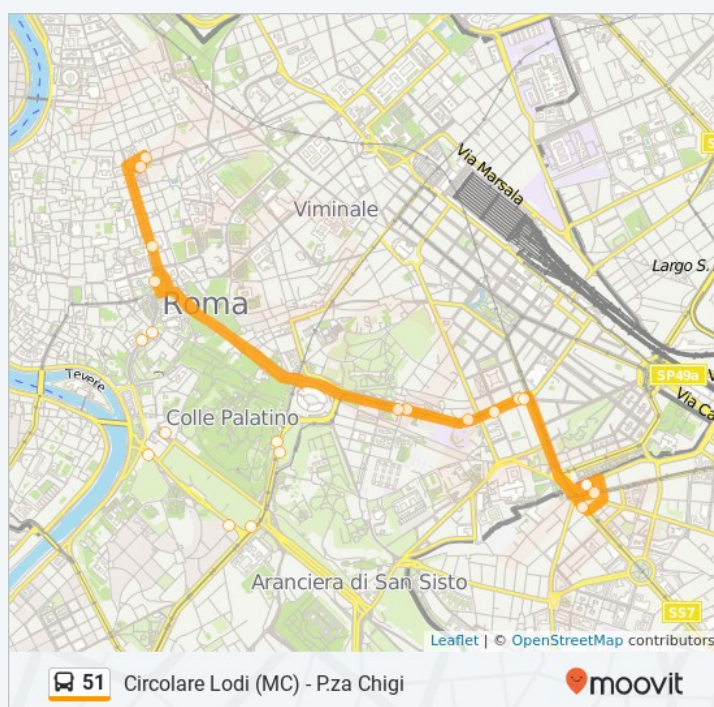 Via Marsala
Viminale
Largo S.
Roma
SP49a
Tevere
Via Ca
Colle Palatino
Aranciera di San Sisto
SS7
Leaflet | © OpenStreetMap contributors
51 Circolare Lodi (MC) - P.za Chigi
moovit